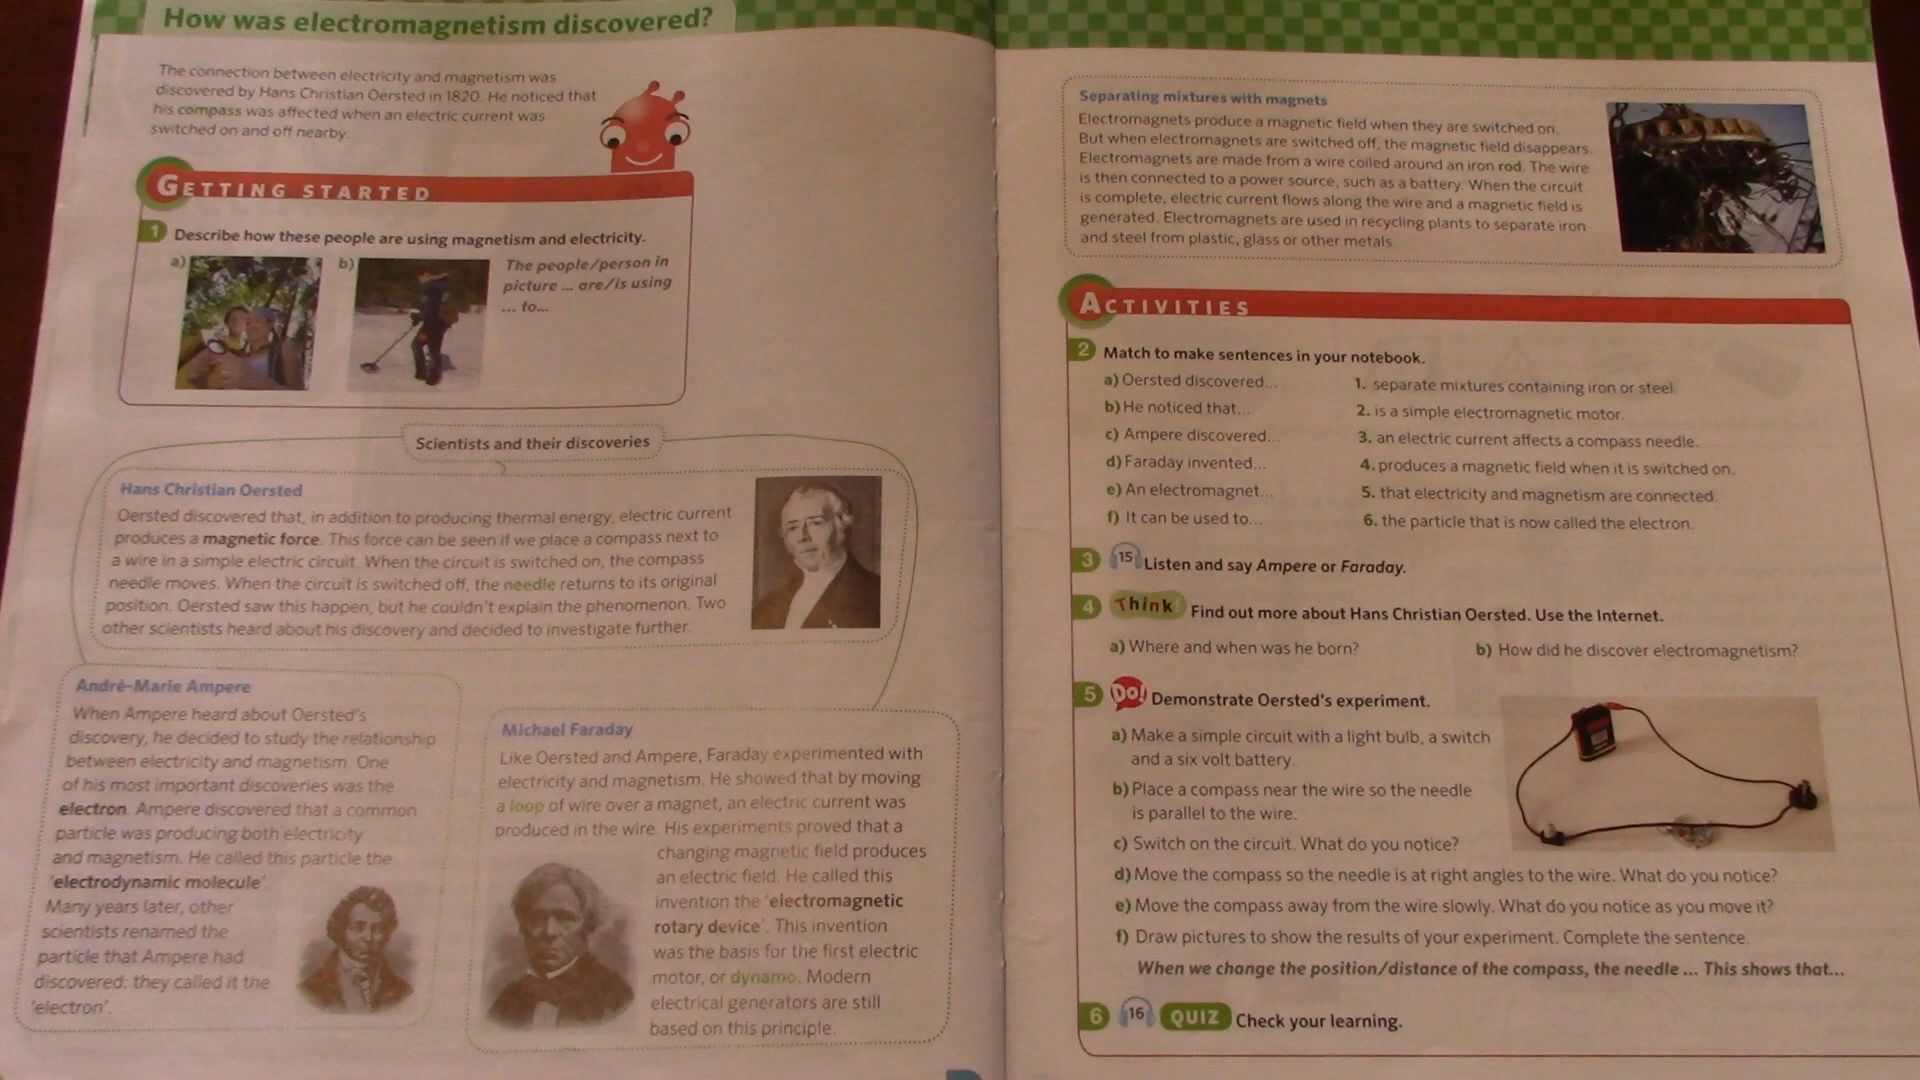 How was electromagnetism discovered?
The connection between electricity and magnetism was
discovered by Hans Christian Oersted in 1820. He noticed that
his compass was affected when an electric current was
switched on and off nearby.
GETTING STARTED
1 Describe how these people are using magnetism and electricity.
a)
b)
The people/person in
picture ... are/is using
... to...
Scientists and their discoveries
Hans Christian Oersted
Oersted discovered that, in addition to producing thermal energy, electric current
produces a magnetic force. This force can be seen if we place a compass next to
a wire in a simple electric circuit. When the circuit is switched on, the compass
needle moves. When the circuit is switched off, the needle returns to its original
position. Oersted saw this happen, but he couldn't explain the phenomenon. Two
other scientists heard about his discovery and decided to investigate further.
André-Marie Ampere
When Ampere heard about Oersted's
discovery, he decided to study the relationship
between electricity and magnetism. One
of his most important discoveries was the
electron. Ampere discovered that a common
particle was producing both electricity
and magnetism. He called this particle the
'electrodynamic molecule'.
Many years later, other
scientists renamed the
particle that Ampere had
discovered: they called it the
'electron'.
Michael Faraday
Like Oersted and Ampere, Faraday experimented with
electricity and magnetism. He showed that by moving
a loop of wire over a magnet, an electric current was
produced in the wire. His experiments proved that a
changing magnetic field produces
an electric field. He called this
invention the 'electromagnetic
rotary device'. This invention
was the basis for the first electric
motor, or dynamo. Modern
electrical generators are still
based on this principle.
Separating mixtures with magnets
Electromagnets produce a magnetic field when they are switched on.
But when electromagnets are switched off, the magnetic field disappears.
Electromagnets are made from a wire coiled around an iron rod. The wire
is then connected to a power source, such as a battery. When the circuit
is complete, electric current flows along the wire and a magnetic field is
generated. Electromagnets are used in recycling plants to separate iron
and steel from plastic, glass or other metals.
ACTIVITIES
2 Match to make sentences in your notebook.
a) Oersted discovered...
1. separate mixtures containing iron or steel.
b) He noticed that...
2. is a simple electromagnetic motor.
c) Ampere discovered...
3. an electric current affects a compass needle.
d) Faraday invented...
4. produces a magnetic field when it is switched on.
e) An electromagnet...
5. that electricity and magnetism are connected.
f) It can be used to...
6. the particle that is now called the electron.
3 15 Listen and say Ampere or Faraday.
4 Think! Find out more about Hans Christian Oersted. Use the Internet.
a) Where and when was he born?
b) How did he discover electromagnetism?
5 Do! Demonstrate Oersted's experiment.
a) Make a simple circuit with a light bulb, a switch
and a six volt battery.
b) Place a compass near the wire so the needle
is parallel to the wire.
c) Switch on the circuit. What do you notice?
d) Move the compass so the needle is at right angles to the wire. What do you notice?
e) Move the compass away from the wire slowly. What do you notice as you move it?
f) Draw pictures to show the results of your experiment. Complete the sentence.
When we change the position/distance of the compass, the needle ... This shows that...
6 16 QUIZ Check your learning.